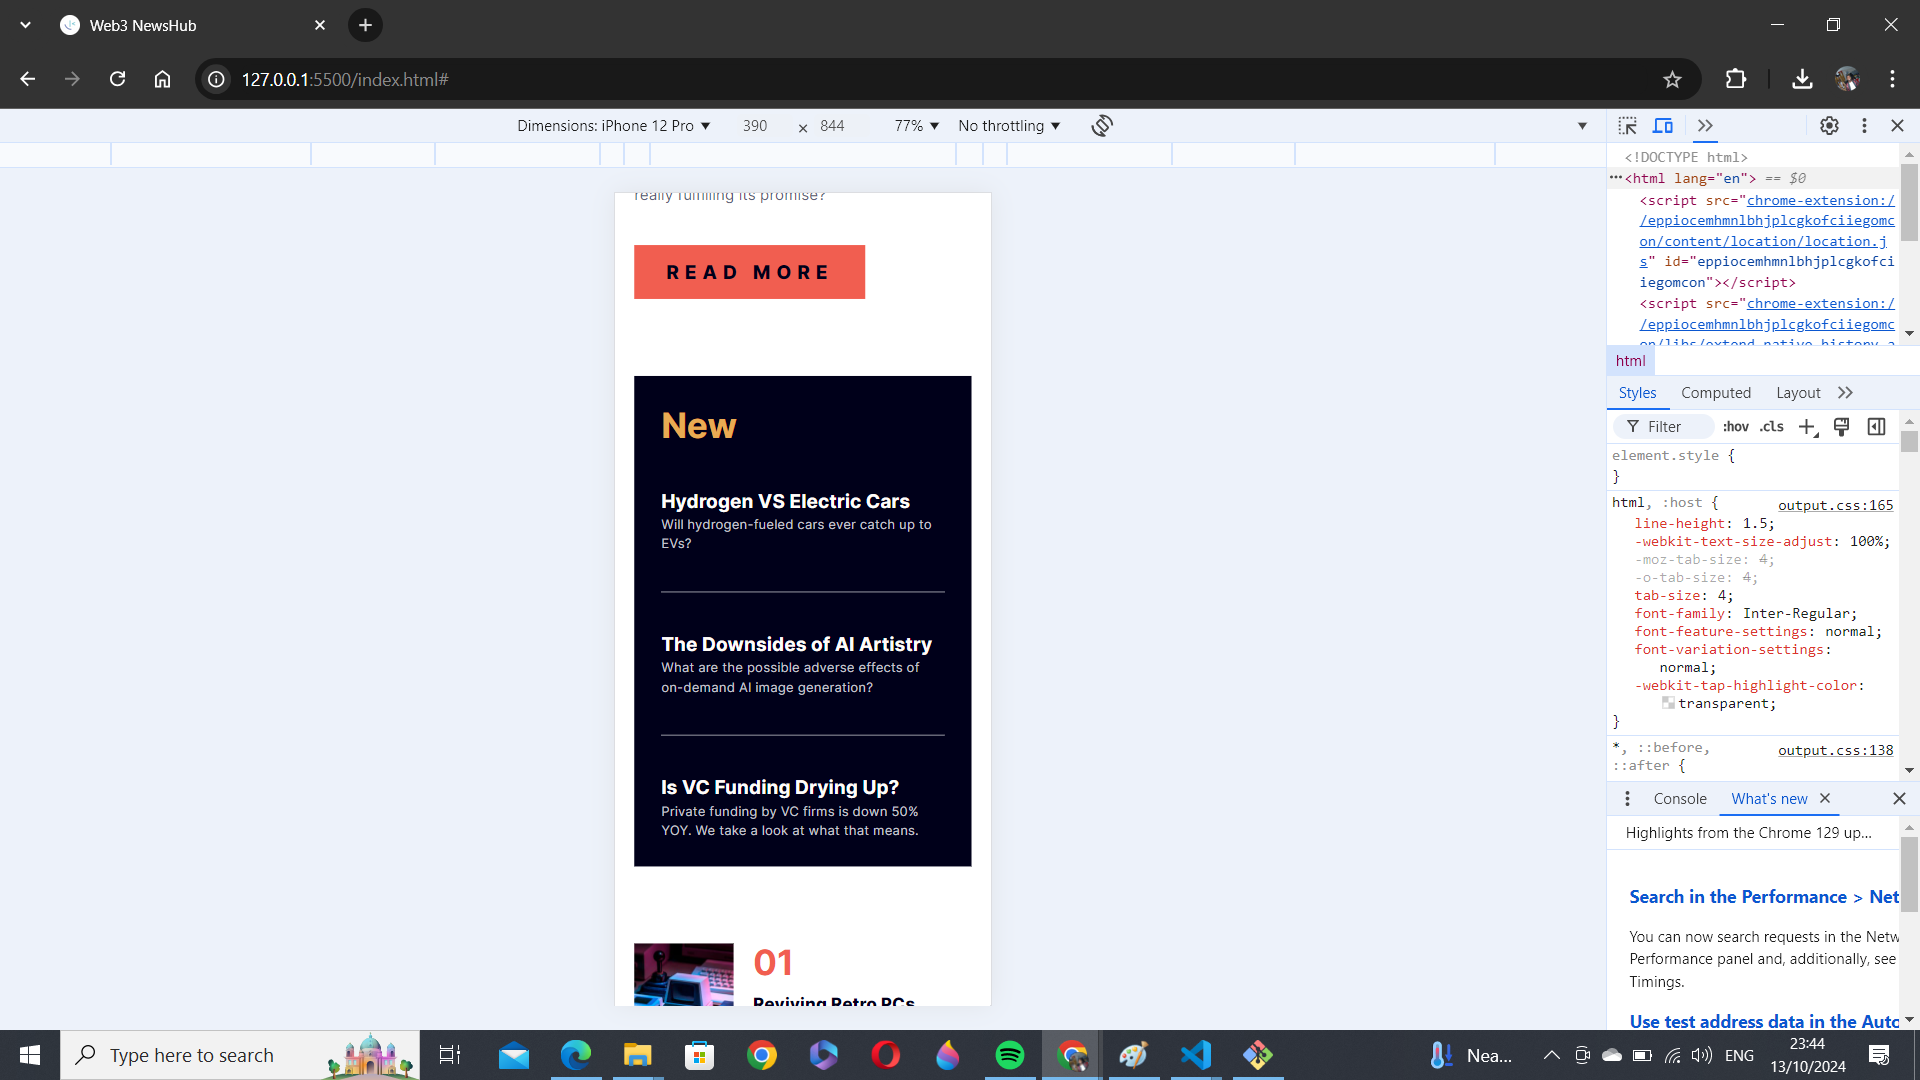 Web3 NewsHub
127.0.0.1:5500/index.html#
Dimensions: iPhone 12 Pro ▼ 390 × 844 77% ▼ No throttling ▼
really fulfilling its promise?
READ MORE
New
Hydrogen VS Electric Cars
Will hydrogen-fueled cars ever catch up to
EVs?
The Downsides of AI Artistry
What are the possible adverse effects of
on-demand AI image generation?
Is VC Funding Drying Up?
Private funding by VC firms is down 50%
YOY. We take a look at what that means.
01
Reviving Retro PCs
<!DOCTYPE html>
<html lang="en"> == $0
<script src="chrome-extension:/
/eppiocemhmnlbhjplcgkofciiegomc
on/content/location/location.j
s" id="eppiocemhmnlbhjplcgkofci
iegomcon"></script>
<script src="chrome-extension:/
/eppiocemhmnlbhjplcgkofciiegomc
on/libs/extend-native-history-a
html
Styles Computed Layout
Filter :hov .cls
element.style {
}
html, :host { output.css:165
line-height: 1.5;
-webkit-text-size-adjust: 100%;
-moz-tab-size: 4;
-o-tab-size: 4;
tab-size: 4;
font-family: Inter-Regular;
font-feature-settings: normal;
font-variation-settings:
normal;
-webkit-tap-highlight-color:
transparent;
}
*, ::before, output.css:138
::after {
Console What's new
Highlights from the Chrome 129 up...
Search in the Performance > Net
You can now search requests in the Netw
Performance panel and, additionally, see
Timings.
Use test address data in the Auto
Type here to search
Nea...
ENG
23:44
13/10/2024